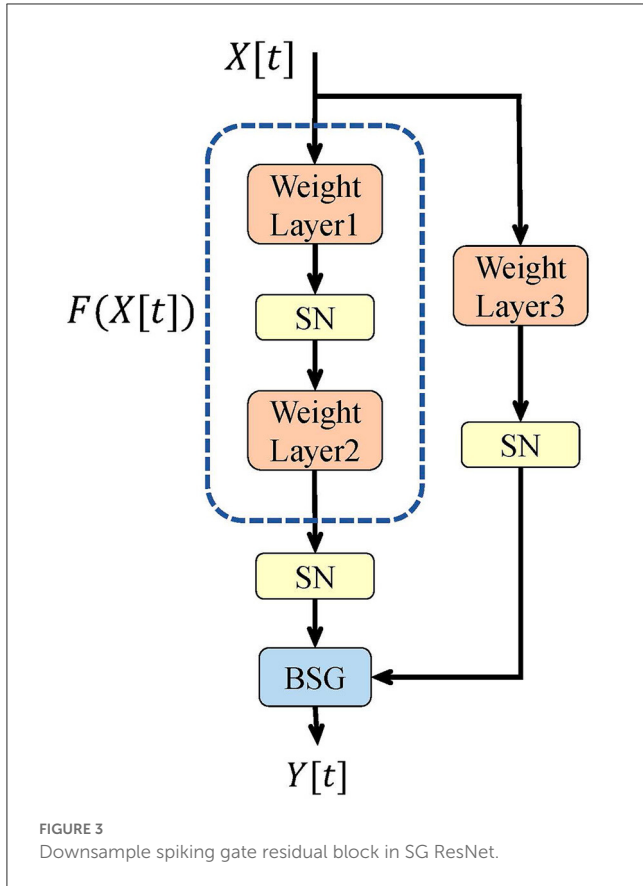 X[t]
Weight
Layer1
F(X[t])
SN
Weight
Layer2
Weight
Layer3
SN
SN
BSG
Y[t]
FIGURE 3
Downsample spiking gate residual block in SG ResNet.